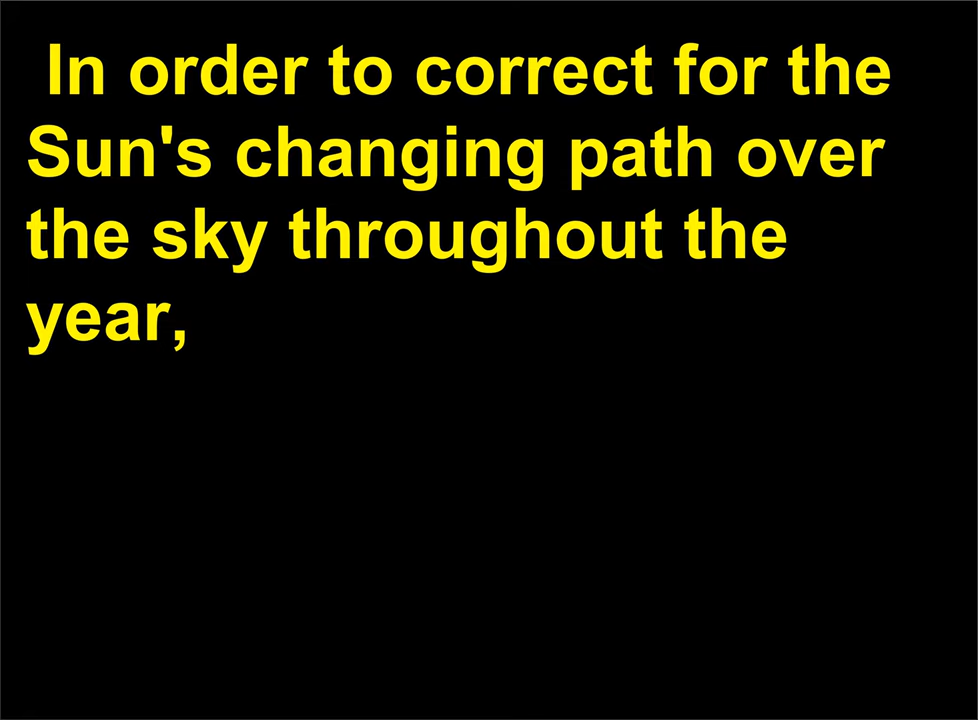 In order to correct for the
Sun's changing path over
the sky throughout the
year,